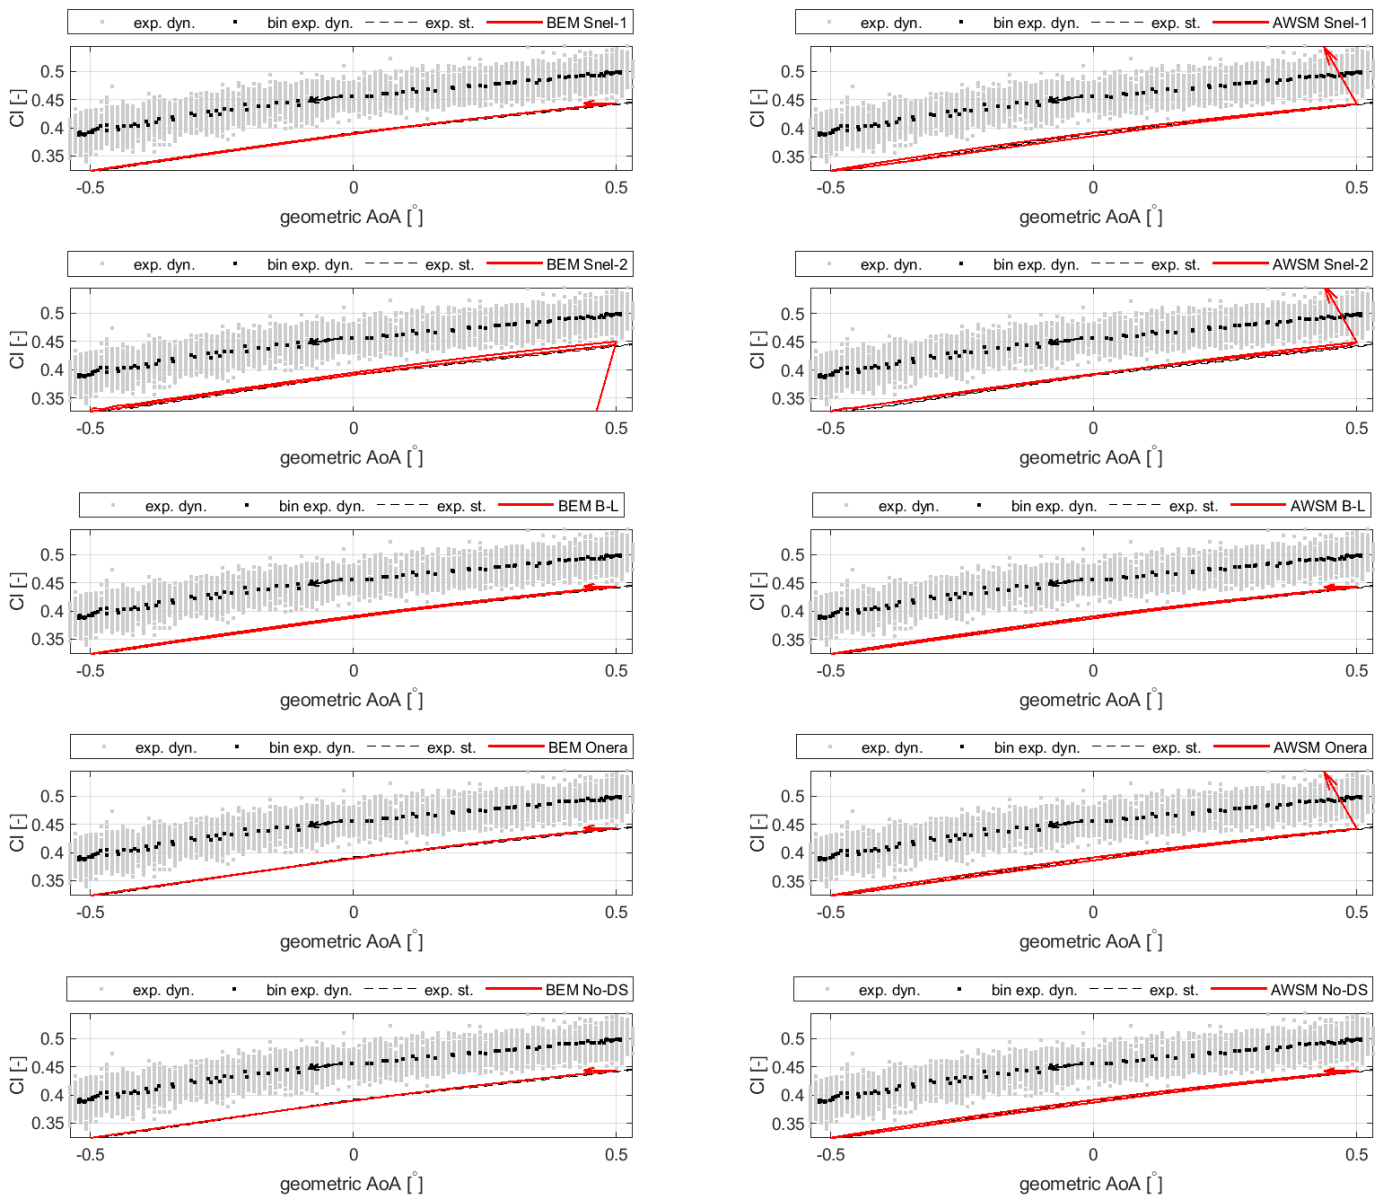 exp. dyn. bin exp. dyn. exp. st. BEM Snel-1
0.5
0.45
0.4
0.35
Cl [-]
-0.5 0 0.5
geometric AoA [°]
exp. dyn. bin exp. dyn. exp. st. AWSM Snel-1
0.5
0.45
0.4
0.35
Cl [-]
-0.5 0 0.5
geometric AoA [°]
exp. dyn. bin exp. dyn. exp. st. BEM Snel-2
0.5
0.45
0.4
0.35
Cl [-]
-0.5 0 0.5
geometric AoA [°]
exp. dyn. bin exp. dyn. exp. st. AWSM Snel-2
0.5
0.45
0.4
0.35
Cl [-]
-0.5 0 0.5
geometric AoA [°]
exp. dyn. bin exp. dyn. exp. st. BEM B-L
0.5
0.45
0.4
0.35
Cl [-]
-0.5 0 0.5
geometric AoA [°]
exp. dyn. bin exp. dyn. exp. st. AWSM B-L
0.5
0.45
0.4
0.35
Cl [-]
-0.5 0 0.5
geometric AoA [°]
exp. dyn. bin exp. dyn. exp. st. BEM Onera
0.5
0.45
0.4
0.35
Cl [-]
-0.5 0 0.5
geometric AoA [°]
exp. dyn. bin exp. dyn. exp. st. AWSM Onera
0.5
0.45
0.4
0.35
Cl [-]
-0.5 0 0.5
geometric AoA [°]
exp. dyn. bin exp. dyn. exp. st. BEM No-DS
0.5
0.45
0.4
0.35
Cl [-]
-0.5 0 0.5
geometric AoA [°]
exp. dyn. bin exp. dyn. exp. st. AWSM No-DS
0.5
0.45
0.4
0.35
Cl [-]
-0.5 0 0.5
geometric AoA [°]